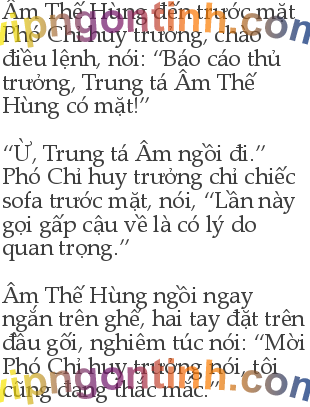 Âm Thế Hùng đến trước mặt
Phó Chỉ huy trưởng, chào
điều lệnh, nói: “Báo cáo thủ
trưởng, Trung tá Âm Thế
Hùng có mặt!”
“Ừ, Trung tá Âm ngồi đi.”
Phó Chỉ huy trưởng chỉ chiếc
sofa trước mặt, nói, “Lần này
gọi gấp cậu về là có lý do
quan trọng.”
Âm Thế Hùng ngồi ngay
ngắn trên ghế, hai tay đặt trên
đầu gối, nghiêm túc nói: “Mời
Phó Chỉ huy trưởng nói, tôi
cũng đang thắc mắc.”
vipngontinh.com
vipngontinh.com